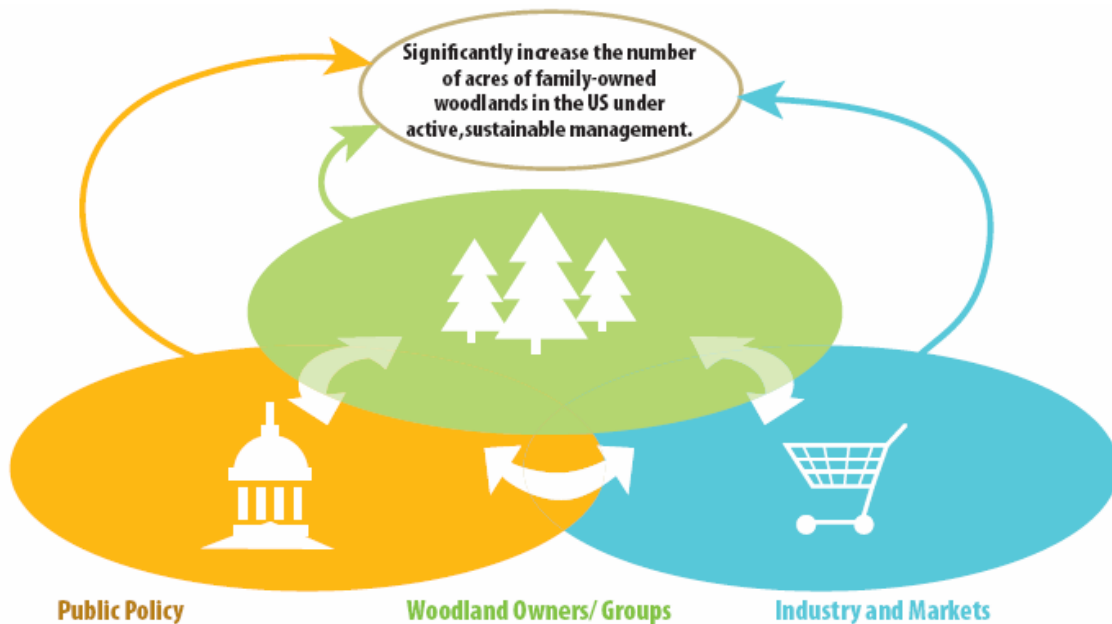 Significantly increase the number
of acres of family-owned
woodlands in the US under
active,sustainable management.
Public Policy
Woodland Owners/ Groups
Industry and Markets